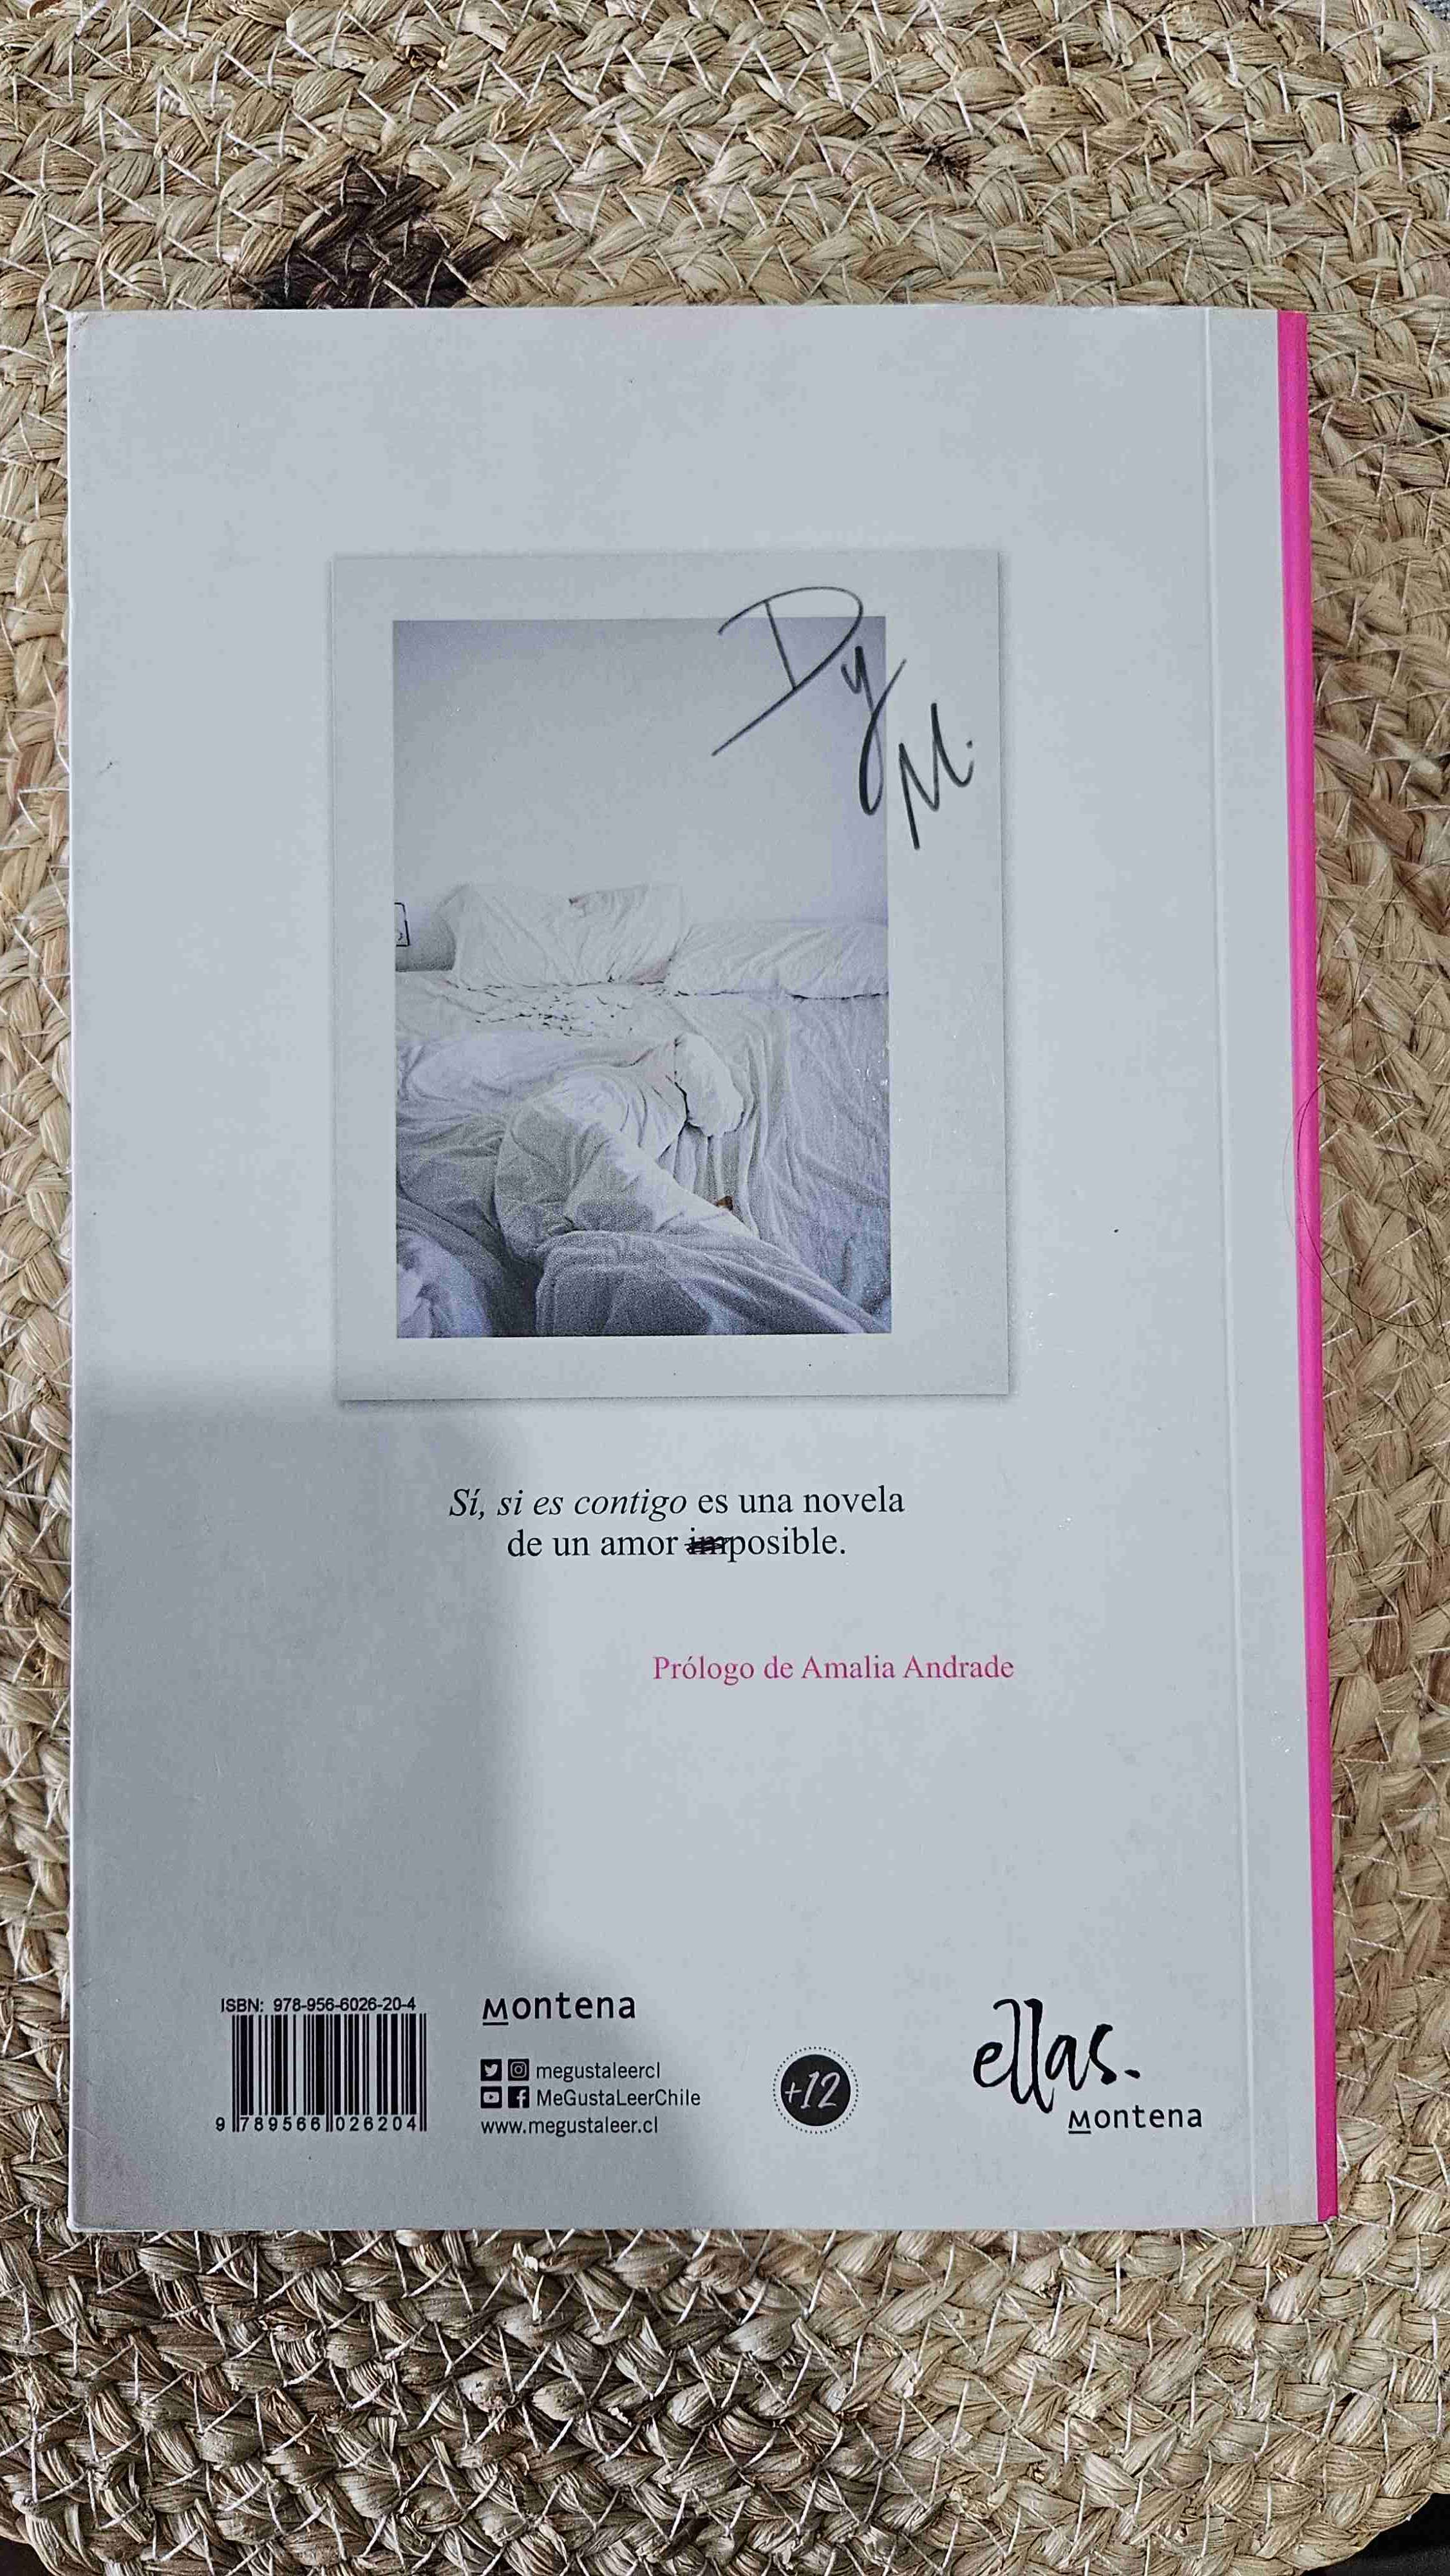 D y
M.
Sí, si es contigo es una novela
de un amor imposible.
Prólogo de Amalia Andrade
ISBN: 978-956-6026-20-4
9 789566 026204
Montena
megustaleercl
MeGustaLeerChile
www.megustaleer.cl
+12
ellas.
Montena